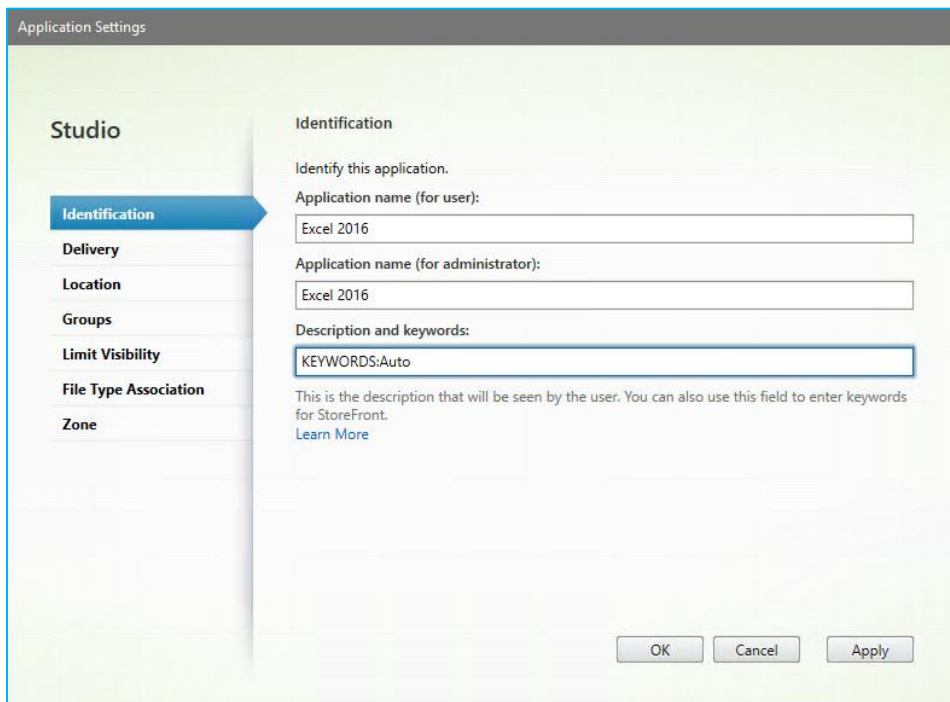 Application Settings
Studio
Identification
Delivery
Location
Groups
Limit Visibility
File Type Association
Zone
Identification
Identify this application.
Application name (for user):
Excel 2016
Application name (for administrator):
Excel 2016
Description and keywords:
KEYWORDS:Auto
This is the description that will be seen by the user. You can also use this field to enter keywords
for StoreFront.
Learn More
OK
Cancel
Apply